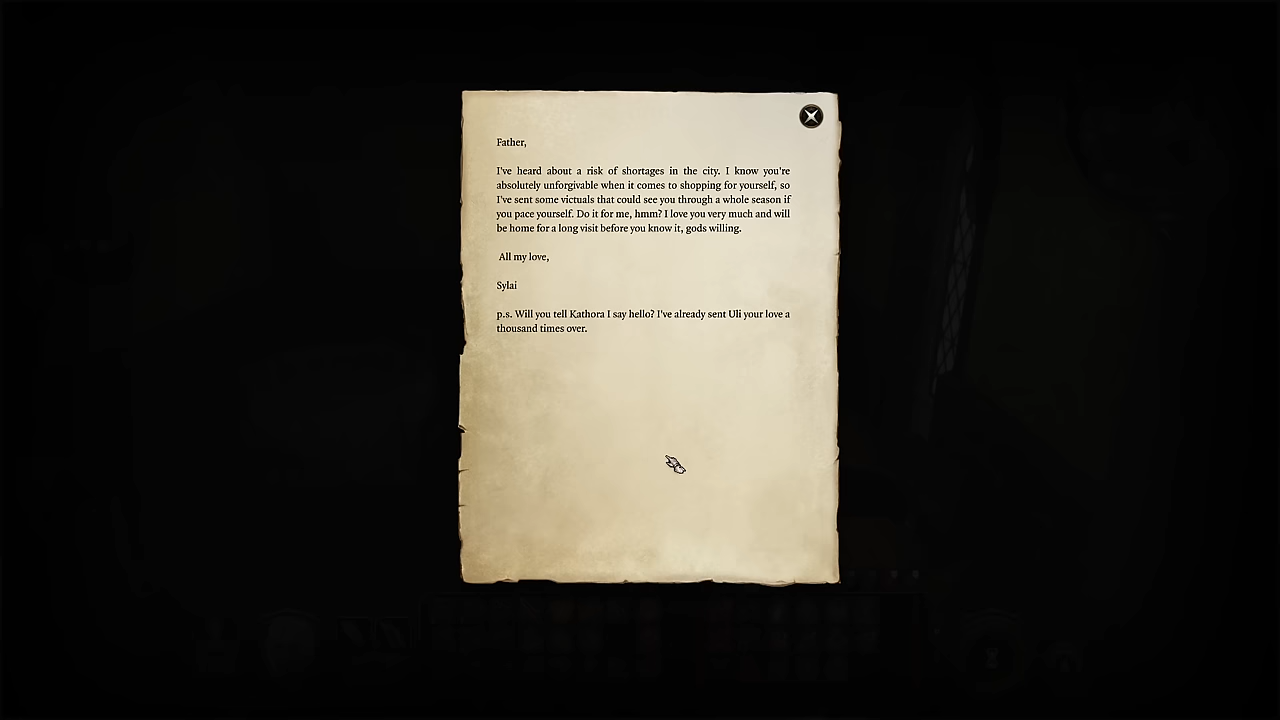 Father,
I've heard about a risk of shortages in the city. I know you're
absolutely unforgivable when it comes to shopping for yourself, so
I've sent some victuals that could see you through a whole season if
you pace yourself. Do it for me, hmm? I love you very much and will
be home for a long visit before you know it, gods willing.
All my love,
Sylai
p.s. Will you tell Kathora I say hello? I've already sent Uli your love a
thousand times over.